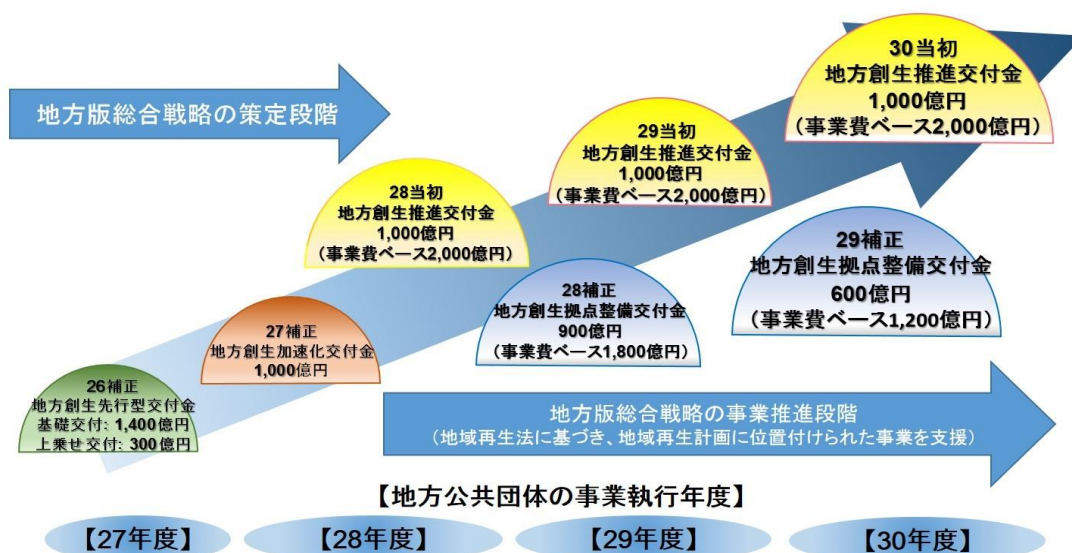 地方版総合戦略の策定段階
30当初
地方創生推進交付金
1,000億円
(事業費ベース2,000億円)
29当初
地方創生推進交付金
1,000億円
(事業費ベース2,000億円)
28当初
地方創生推進交付金
1,000億円
(事業費ベース2,000億円)
29補正
地方創生拠点整備交付金
600億円
(事業費ベース1,200億円)
28補正
地方創生拠点整備交付金
900億円
(事業費ベース1,800億円)
27補正
地方創生加速化交付金
1,000億円
26補正
地方創生先行型交付金
基礎交付: 1,400億円
上乗せ交付: 300億円
地方版総合戦略の事業推進段階
(地域再生法に基づき、地域再生計画に位置付けられた事業を支援)
【地方公共団体の事業執行年度】
【27年度】 【28年度】 【29年度】 【30年度】